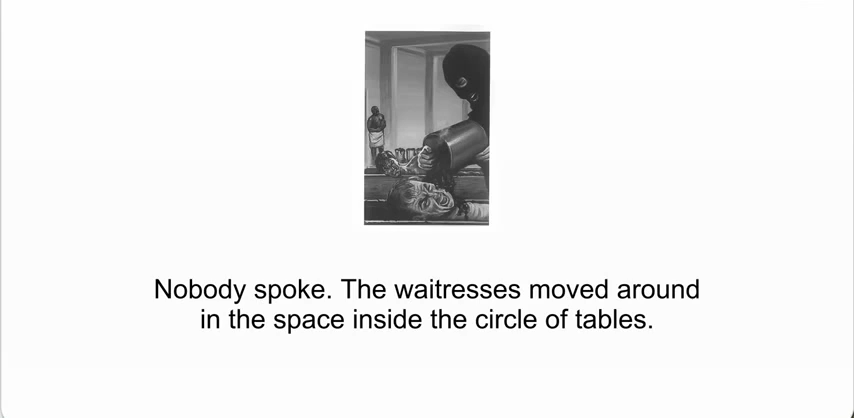 Nobody spoke. The waitresses moved around
in the space inside the circle of tables.